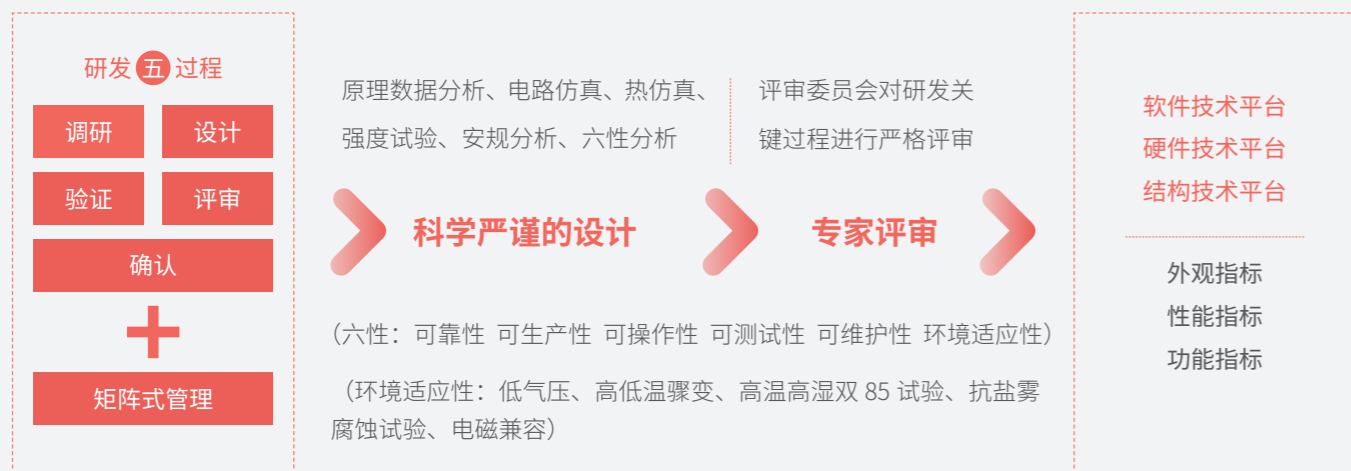 研发五过程
调研
设计
验证
评审
确认
矩阵式管理
原理数据分析、电路仿真、热仿真、
强度试验、安规分析、六性分析
评审委员会对研发关
键过程进行严格评审
科学严谨的设计
专家评审
（六性：可靠性 可生产性 可操作性 可测试性 可维护性 环境适应性）
（环境适应性：低气压、高低温骤变、高温高湿双 85 试验、抗盐雾
腐蚀试验、电磁兼容）
软件技术平台
硬件技术平台
结构技术平台
外观指标
性能指标
功能指标